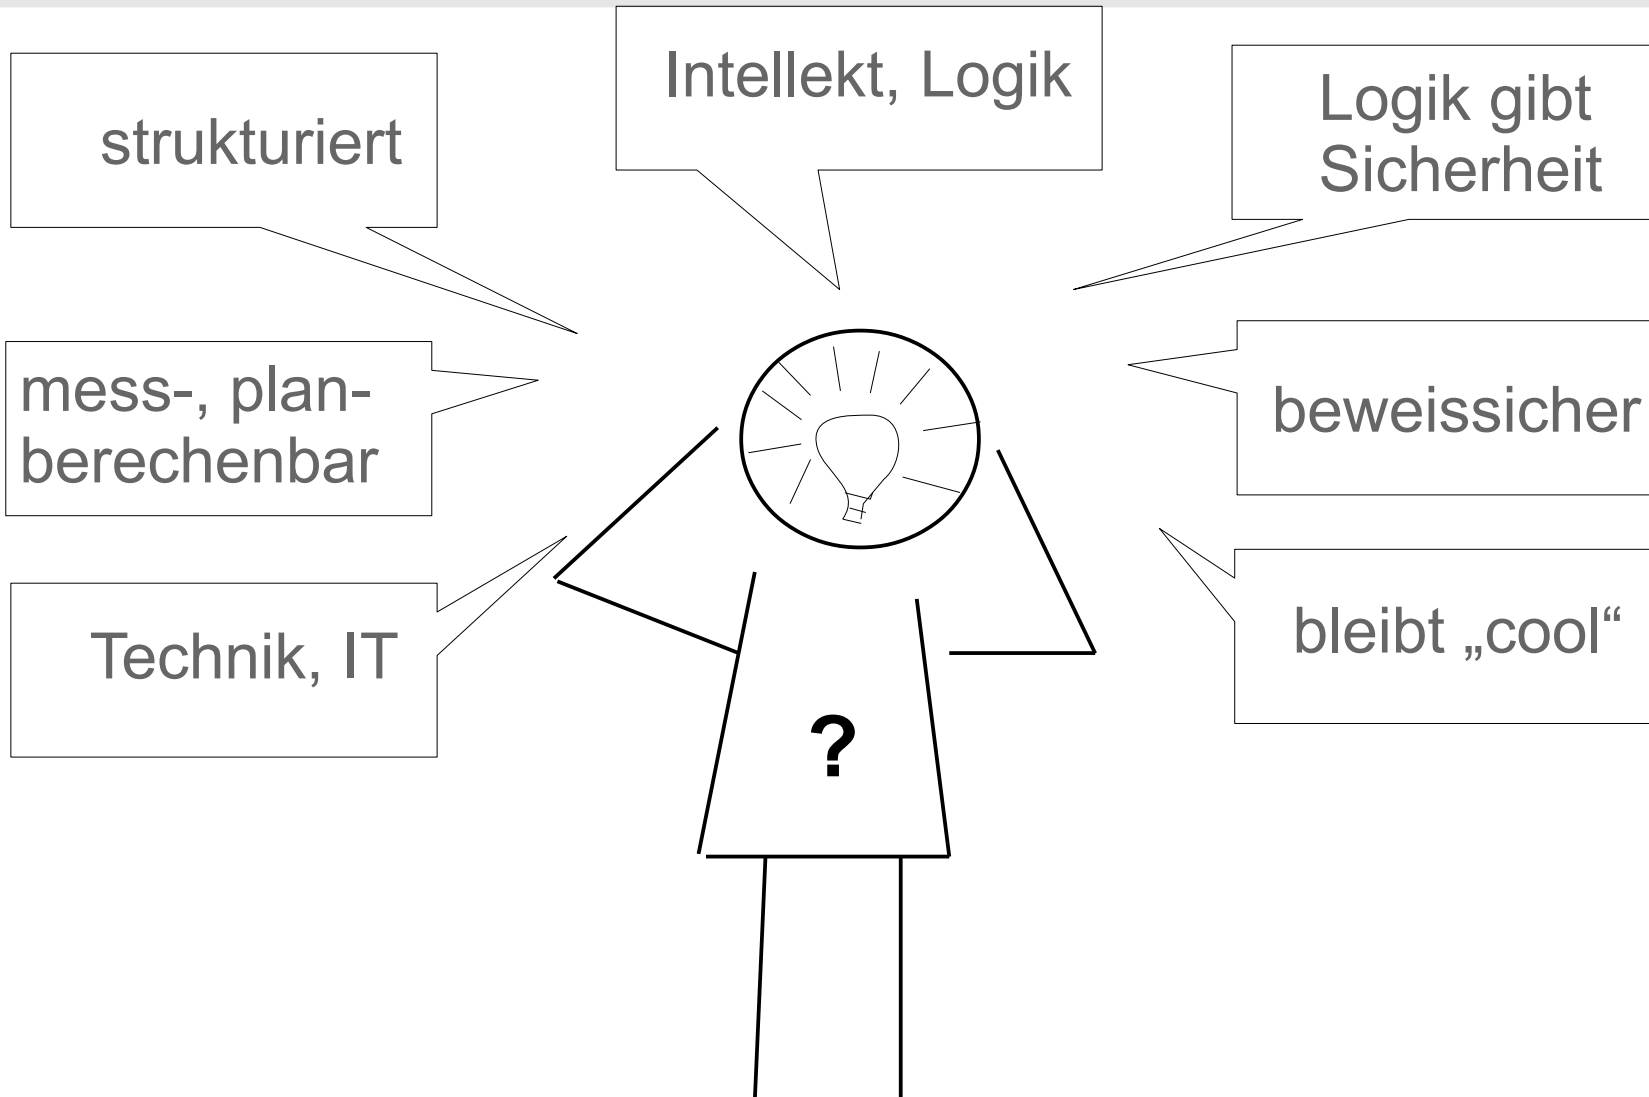 strukturiert
Intellekt, Logik
Logik gibt
Sicherheit
mess-, plan-
berechenbar
beweissicher
Technik, IT
bleibt „cool“
?